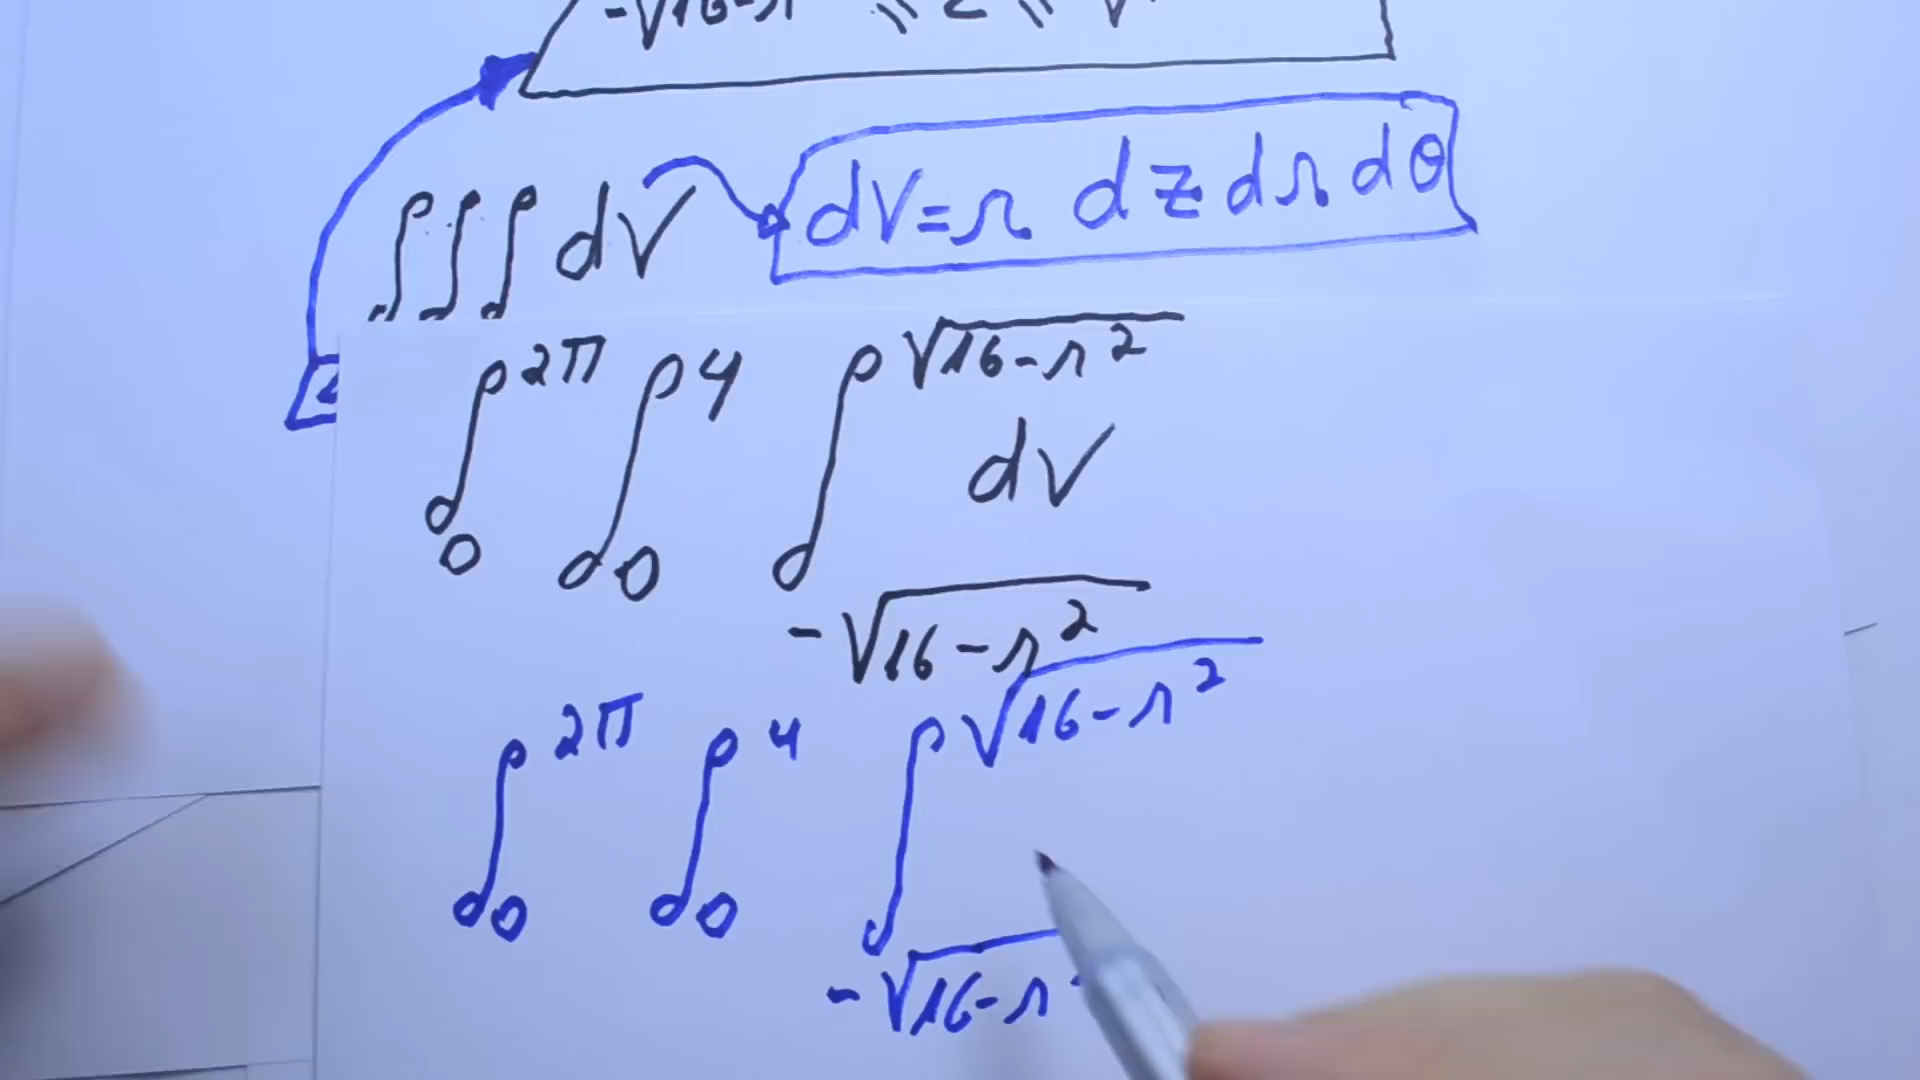 -√16-r ≤ z ≤ √
∫∫∫ dV
dV = r dz dr dθ
∫₀^2π ∫₀^4 ∫_{-√16-r²}^{√16-r²} dV
∫₀^2π ∫₀^4 ∫_{-√16-r²}^{√16-r²}